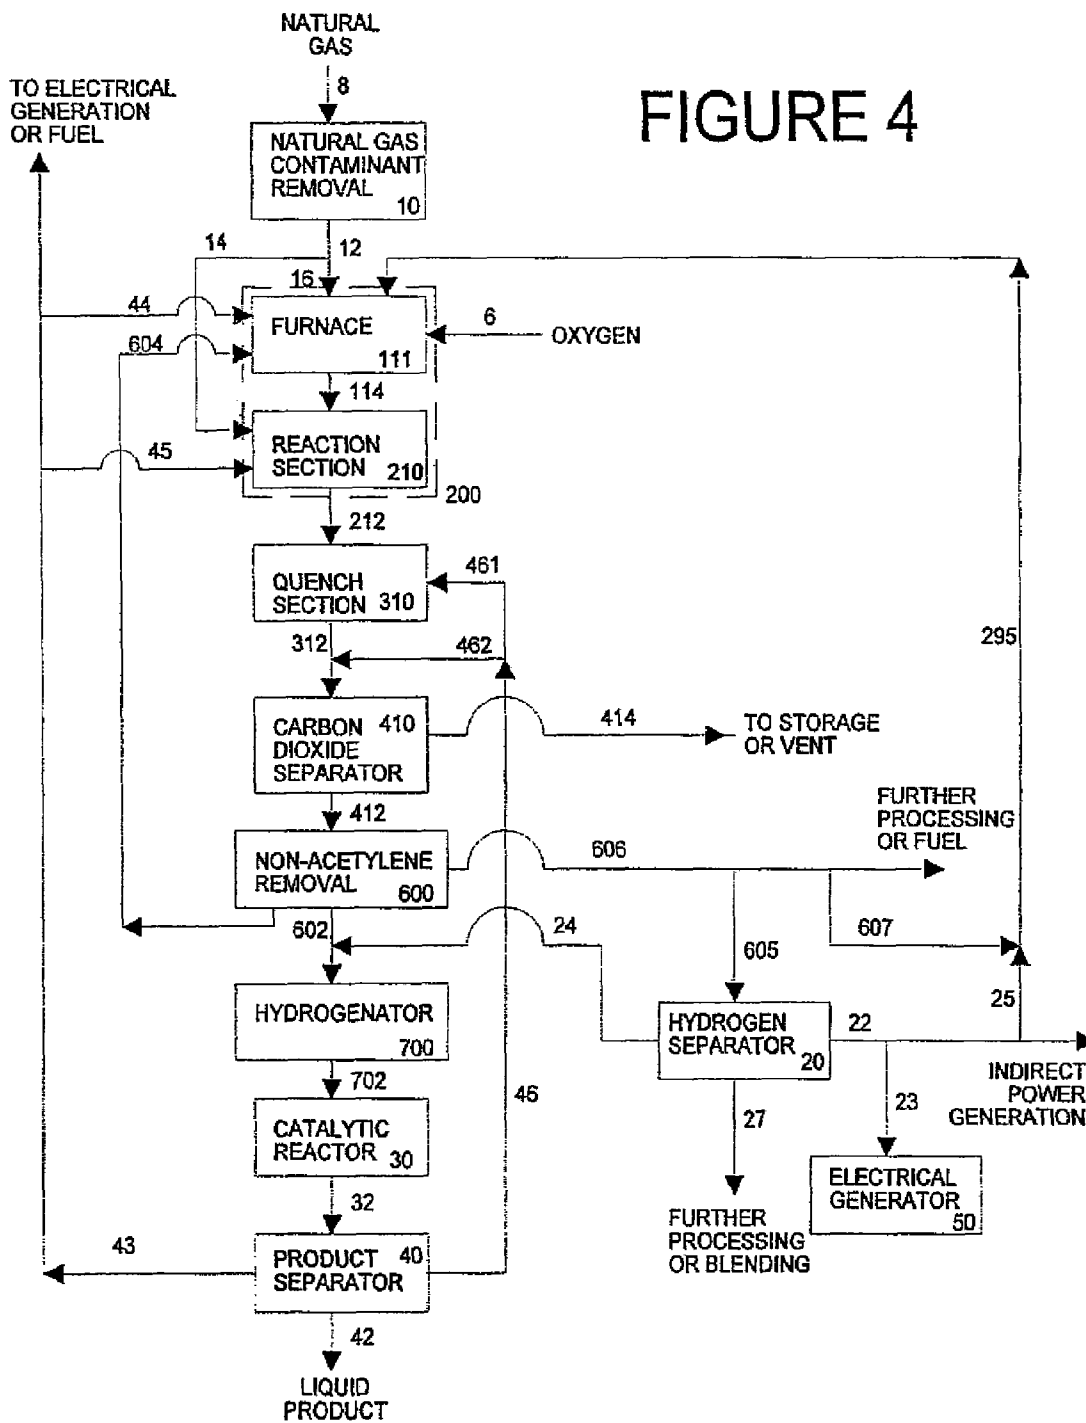 NATURAL
GAS
8
TO ELECTRICAL
GENERATION
OR FUEL
FIGURE 4
NATURAL GAS
CONTAMINANT
REMOVAL
10
14
12
16
44
FURNACE
111
6
OXYGEN
604
114
45
REACTION
SECTION
210
200
212
QUENCH
SECTION
310
461
312
462
295
CARBON
DIOXIDE
SEPARATOR
410
414
TO STORAGE
OR VENT
412
FURTHER
PROCESSING
OR FUEL
NON-ACETYLENE
REMOVAL
600
606
602
24
605
607
25
HYDROGENATOR
700
HYDROGEN
SEPARATOR
20
22
INDIRECT
POWER
GENERATION
702
46
27
23
CATALYTIC
REACTOR
30
ELECTRICAL
GENERATOR
50
32
FURTHER
PROCESSING
OR BLENDING
43
PRODUCT
SEPARATOR
40
42
LIQUID
PRODUCT